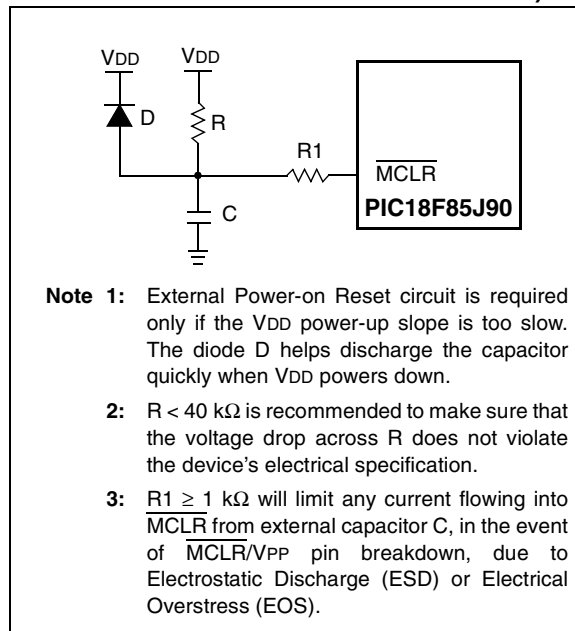 VDD VDD
D R
R1
MCLR
C PIC18F85J90
Note 1: External Power-on Reset circuit is required
only if the VDD power-up slope is too slow.
The diode D helps discharge the capacitor
quickly when VDD powers down.
2: R < 40 kΩ is recommended to make sure that
the voltage drop across R does not violate
the device's electrical specification.
3: R1 ≥ 1 kΩ will limit any current flowing into
MCLR from external capacitor C, in the event
of MCLR/VPP pin breakdown, due to
Electrostatic Discharge (ESD) or Electrical
Overstress (EOS).